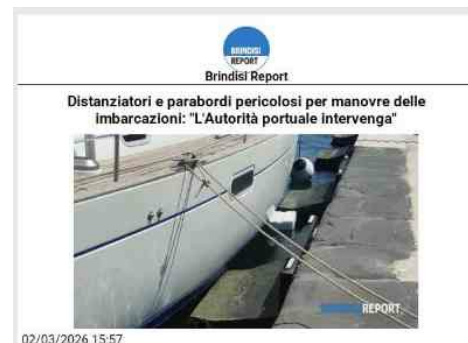 BRINDISI
REPORT
Brindisi Report
Distanziatori e parabordi pericolosi per manovre delle
imbarcazioni: "L'Autorità portuale intervenga"
REPORT
02/03/2026 15:57